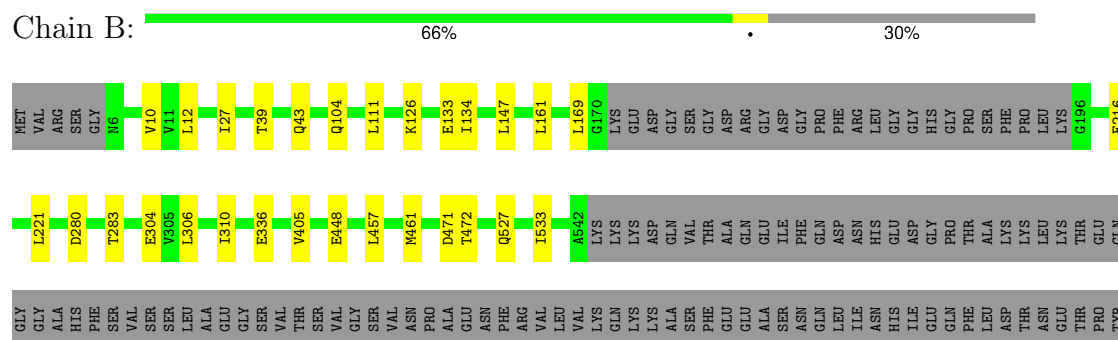 Chain B:
66% • 30%
MET VAL ARG SER GLY N6 V10 V11 L12 I27 T39 Q43 Q104 L111 K126 E133 I134 L147 L161 L169 G170 LYS GLU ASP GLY SER GLY ASP ARG GLY ASP GLY PRO PHE ARG LEU GLY GLY HIS GLY PRO SER PHE PRO LEU LYS G196
L221 D280 T283 E304 V305 L306 I310 E336 V405 E448 L457 M461 D471 T472 Q527 I533 A542 LYS LYS LYS ASP GLN VAL THR ALA GLN GLU ILE PHE GLN ASP ASN HIS GLU ASP GLY PRO THR ALA LYS LYS LEU LYS THR GLU GLN
GLY GLY ALA HIS PHE SER VAL SER SER LEU ALA GLU GLY SER VAL THR SER VAL GLY SER VAL ASN PRO ALA GLU ASN PHE ARG VAL LEU VAL LYS GLN LYS LYS ALA SER PHE GLU GLU ALA SER ASN GLN LEU ILE ASN HIS ILE GLU GLN PHE LEU ASP THR ASN GLU THR PRO TYR